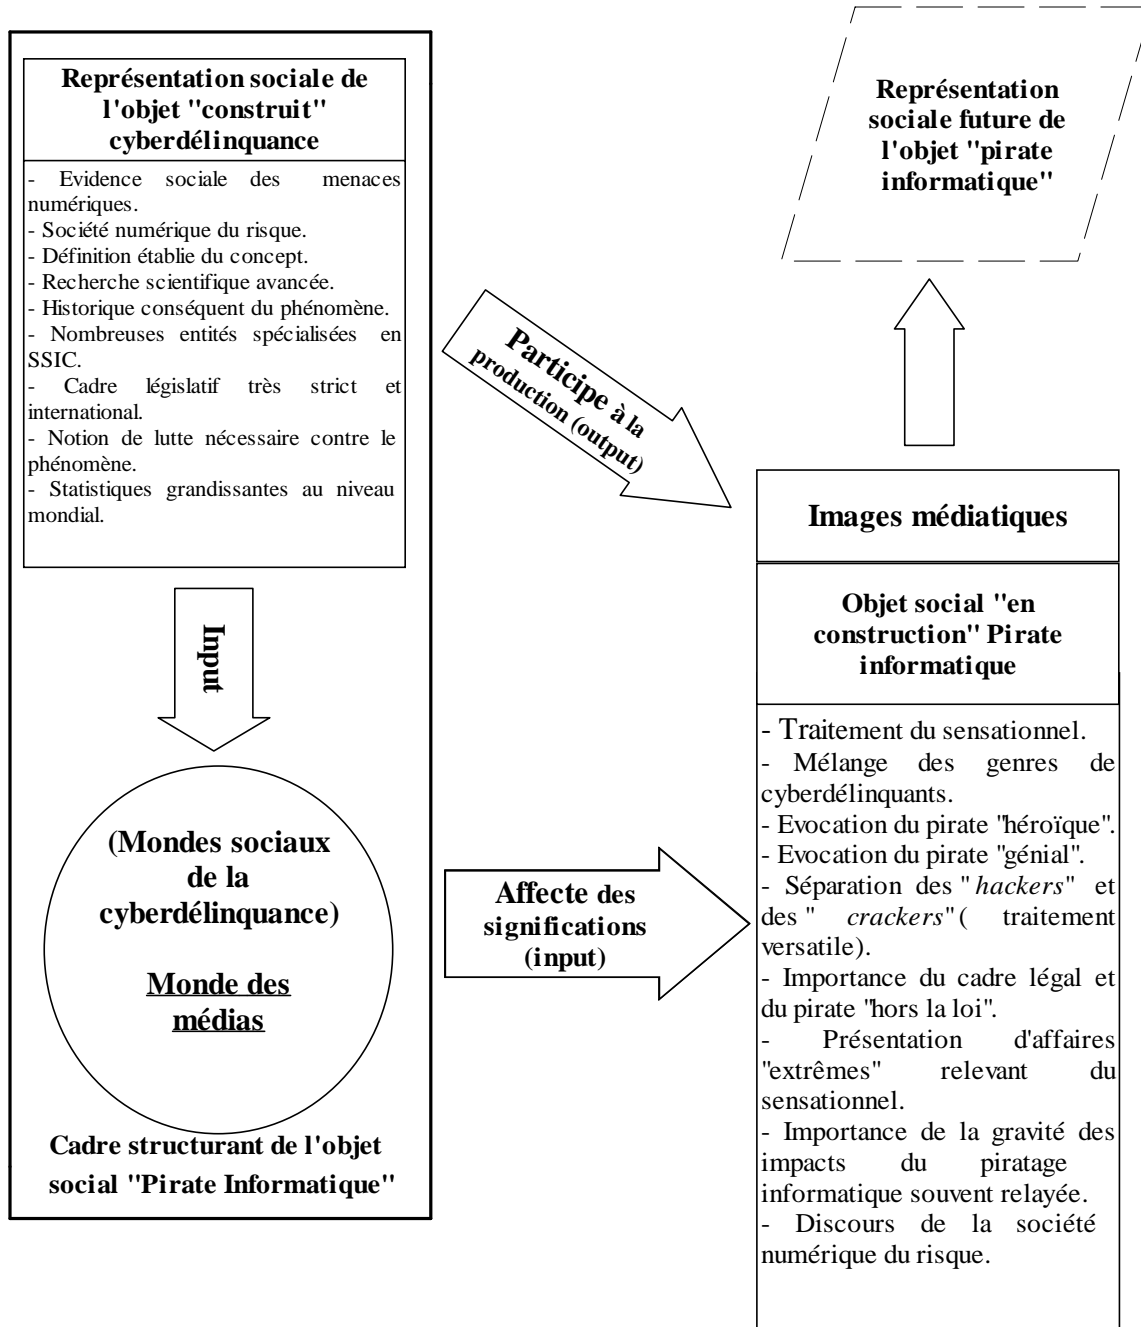 Représentation sociale de
l'objet "construit"
cyberdélinquance
- Evidence sociale des menaces
numériques.
- Société numérique du risque.
- Définition établie du concept.
- Recherche scientifique avancée.
- Historique conséquent du phénomène.
- Nombreuses entités spécialisées en
SSIC.
- Cadre législatif très strict et
international.
- Notion de lutte nécessaire contre le
phénomène.
- Statistiques grandissantes au niveau
mondial.
Input
(Mondes sociaux
de la
cyberdélinquance)
Monde des
médias
Cadre structurant de l'objet
social "Pirate Informatique"
Participe à la
production (output)
Affecte des
significations
(input)
Représentation
sociale future de
l'objet "pirate
informatique"
Images médiatiques
Objet social "en
construction" Pirate
informatique
- Traitement du sensationnel.
- Mélange des genres de
cyberdélinquants.
- Evocation du pirate "héroïque".
- Evocation du pirate "génial".
- Séparation des "hackers" et
des " crackers" ( traitement
versatile).
- Importance du cadre légal et
du pirate "hors la loi".
- Présentation d'affaires
"extrêmes" relevant du
sensationnel.
- Importance de la gravité des
impacts du piratage
informatique souvent relayée.
- Discours de la société
numérique du risque.